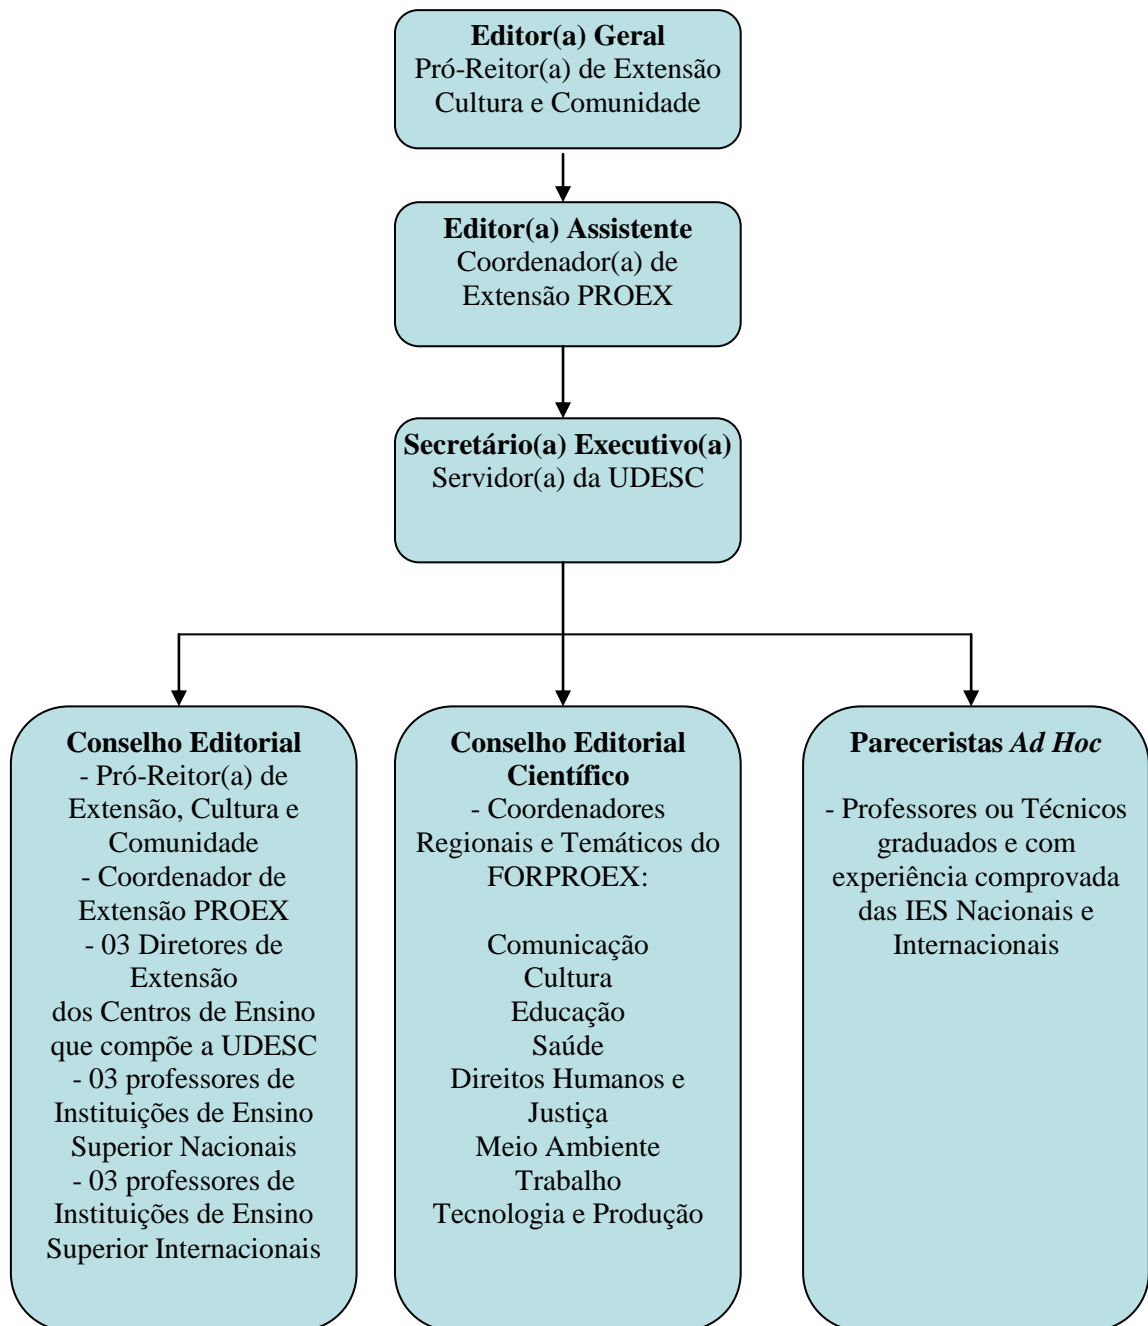 Editor(a) Geral
Pró-Reitor(a) de Extensão
Cultura e Comunidade
Editor(a) Assistente
Coordenador(a) de
Extensão PROEX
Secretário(a) Executivo(a)
Servidor(a) da UDESC
Conselho Editorial
- Pró-Reitor(a) de
Extensão, Cultura e
Comunidade
- Coordenador de
Extensão PROEX
- 03 Diretores de
Extensão
dos Centros de Ensino
que compõe a UDESC
- 03 professores de
Instituições de Ensino
Superior Nacionais
- 03 professores de
Instituições de Ensino
Superior Internacionais
Conselho Editorial
Científico
- Coordenadores
Regionais e Temáticos do
FORPROEX:
Comunicação
Cultura
Educação
Saúde
Direitos Humanos e
Justiça
Meio Ambiente
Trabalho
Tecnologia e Produção
Pareceristas Ad Hoc
- Professores ou Técnicos
graduados e com
experiência comprovada
das IES Nacionais e
Internacionais